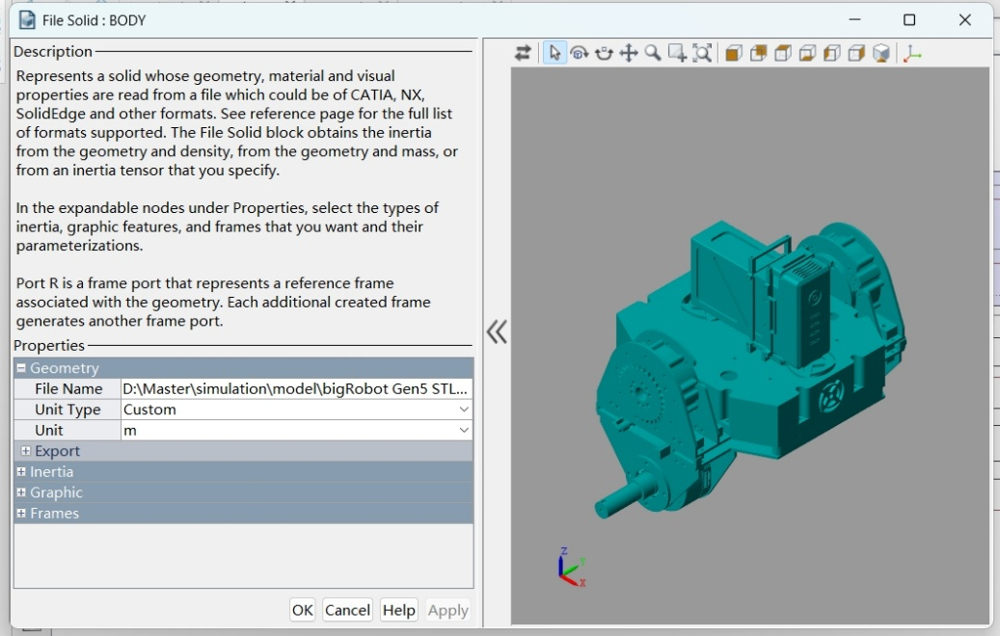 File Solid : BODY
Description
Represents a solid whose geometry, material and visual
properties are read from a file which could be of CATIA, NX,
SolidEdge and other formats. See reference page for the full list
of formats supported. The File Solid block obtains the inertia
from the geometry and density, from the geometry and mass, or
from an inertia tensor that you specify.
In the expandable nodes under Properties, select the types of
inertia, graphic features, and frames that you want and their
parameterizations.
Port R is a frame port that represents a reference frame
associated with the geometry. Each additional created frame
generates another frame port.
Properties
Geometry
File Name D:\Master\simulation\model\bigRobot Gen5 STL...
Unit Type Custom
Unit m
Export
Inertia
Graphic
Frames
OK Cancel Help Apply
Z
Y
X